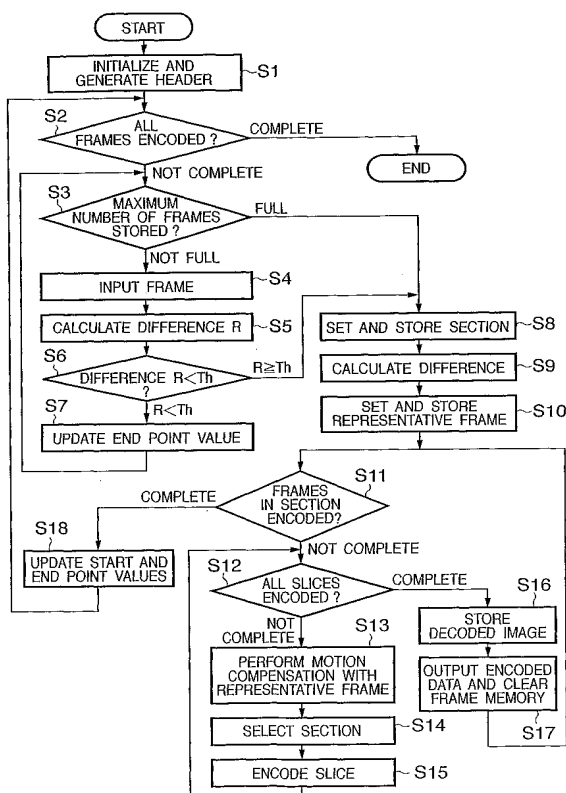 START
INITIALIZE AND
GENERATE HEADER
S1
S2
ALL
FRAMES ENCODED ?
COMPLETE
END
NOT COMPLETE
S3
MAXIMUM
NUMBER OF FRAMES
STORED ?
FULL
NOT FULL
INPUT FRAME
S4
CALCULATE DIFFERENCE R
S5
S6
DIFFERENCE R<Th
?
R≧Th
R<Th
S7
UPDATE END POINT VALUE
SET AND STORE SECTION
S8
CALCULATE DIFFERENCE
S9
SET AND STORE
REPRESENTATIVE FRAME
S10
S11
FRAMES
IN SECTION
ENCODED?
COMPLETE
S18
UPDATE START AND
END POINT VALUES
NOT COMPLETE
S12
ALL SLICES
ENCODED ?
COMPLETE
NOT
COMPLETE
S13
PERFORM MOTION
COMPENSATION WITH
REPRESENTATIVE FRAME
SELECT SECTION
S14
ENCODE SLICE
S15
S16
STORE
DECODED IMAGE
OUTPUT ENCODED
DATA AND CLEAR
FRAME MEMORY
S17